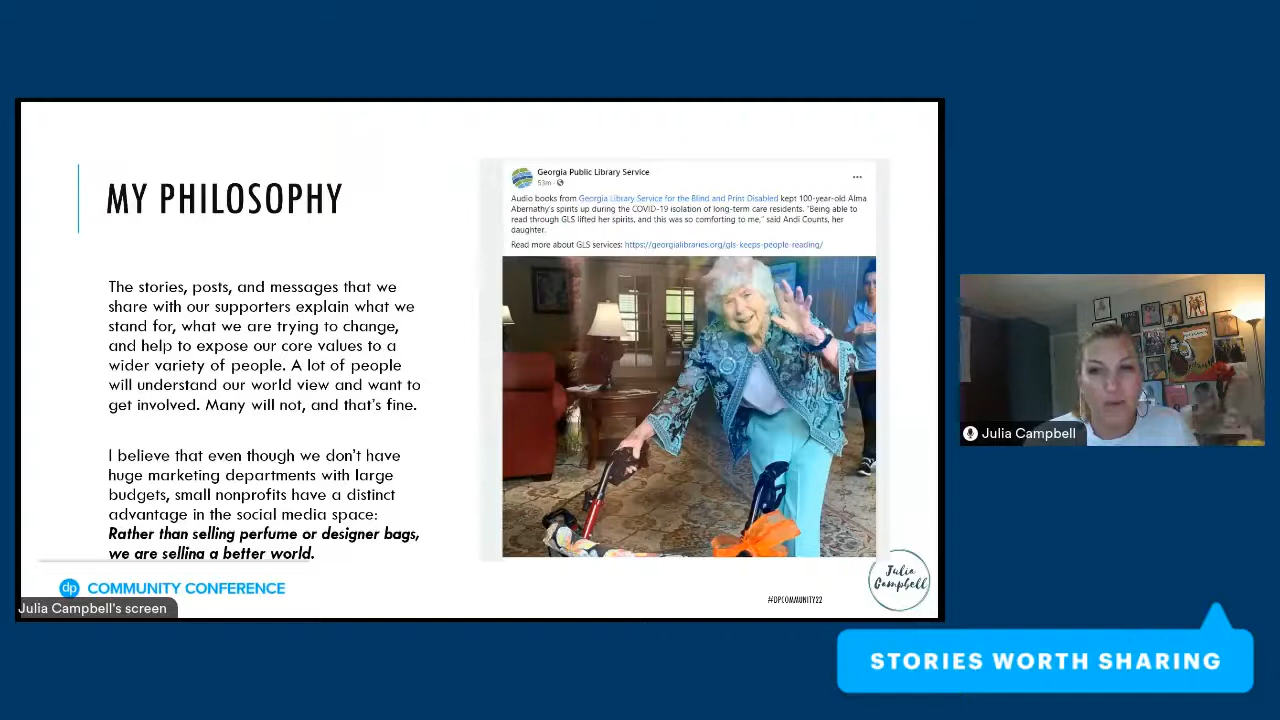 MY PHILOSOPHY
The stories, posts, and messages that we
share with our supporters explain what we
stand for, what we are trying to change,
and help to expose our core values to a
wider variety of people. A lot of people
will understand our world view and want to
get involved. Many will not, and that's fine.
I believe that even though we don't have
huge marketing departments with large
budgets, small nonprofits have a distinct
advantage in the social media space:
Rather than selling perfume or designer bags,
we are selling a better world.
Georgia Public Library Service
53m ·
Audio books from Georgia Library Service for the Blind and Print Disabled kept 100-year-old Alma
Abernathy's spirits up during the COVID-19 isolation of long-term care residents. "Being able to
read through GLS lifted her spirits, and this was so comforting to me," said Andi Counts, her
daughter.
Read more about GLS services: https://georgialibraries.org/gls-keeps-people-reading/
dp COMMUNITY CONFERENCE
#DPCOMMUNITY22
Julia
Campbell
Julia Campbell's screen
Julia Campbell
STORIES WORTH SHARING